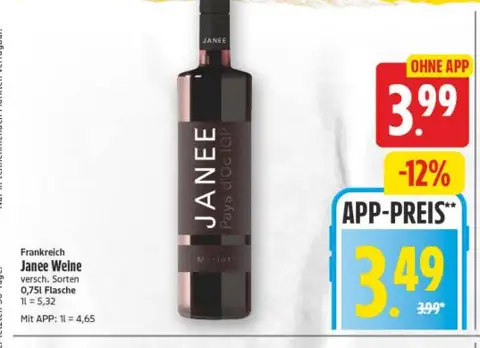 JANEE
JANEE
Pays d'Oc IGP
Merlot
Frankreich
Janee Weine
versch. Sorten
0,75l Flasche
1l = 5,32
Mit APP: 1l = 4,65
OHNE APP
3.99
-12%
APP-PREIS**
3.49
3.99*